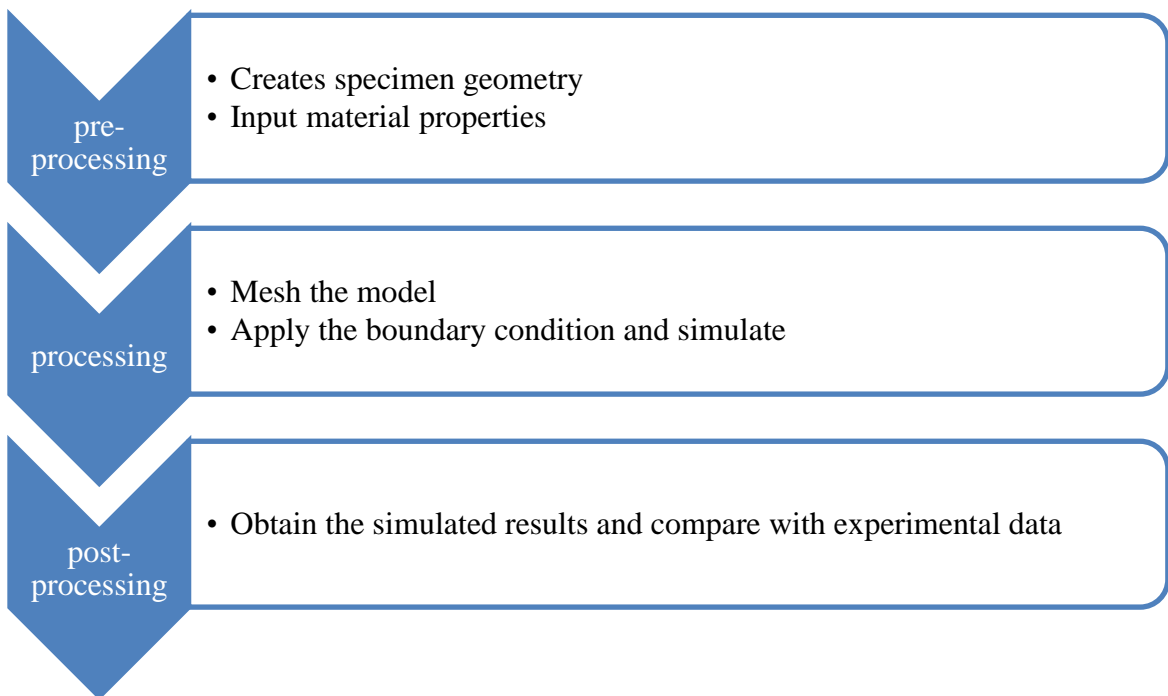 pre-
processing
• Creates specimen geometry
• Input material properties
processing
• Mesh the model
• Apply the boundary condition and simulate
post-
processing
• Obtain the simulated results and compare with experimental data